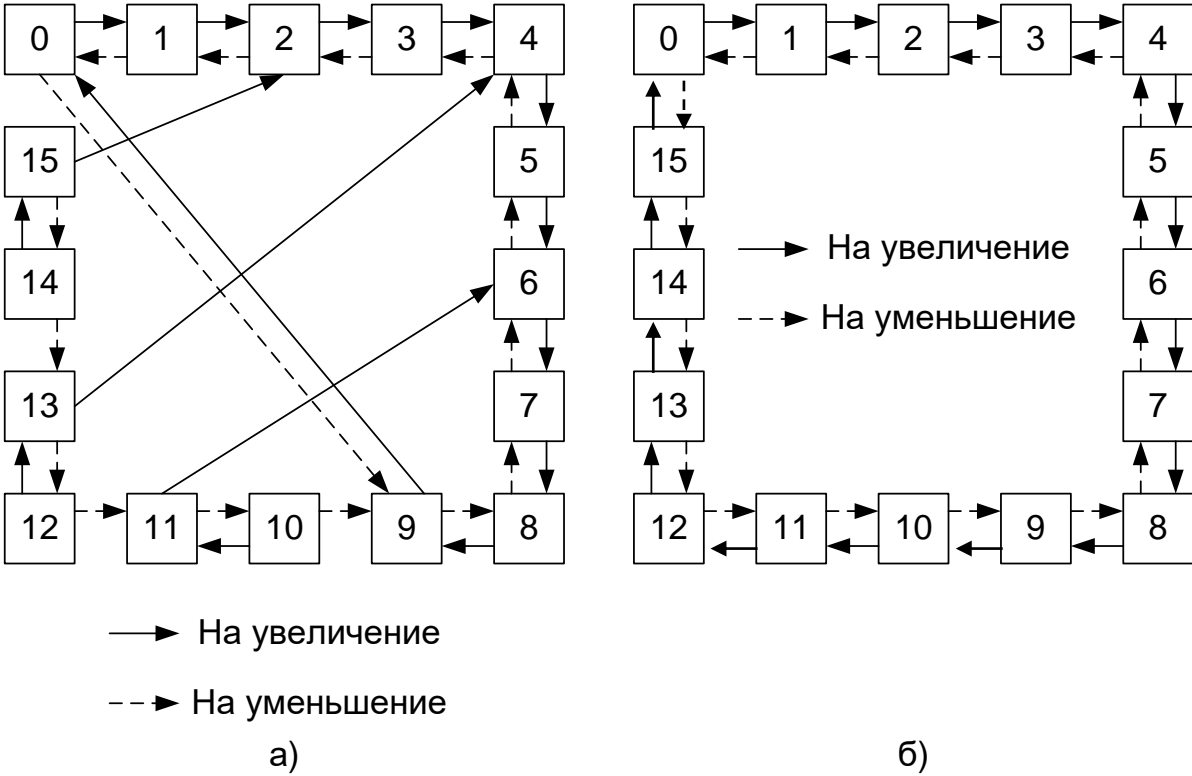 0 1 2 3 4
15 5
14 6
13 7
12 11 10 9 8
На увеличение
На уменьшение
а)
0 1 2 3 4
15 5
На увеличение
14 6
На уменьшение
13 7
12 11 10 9 8
б)